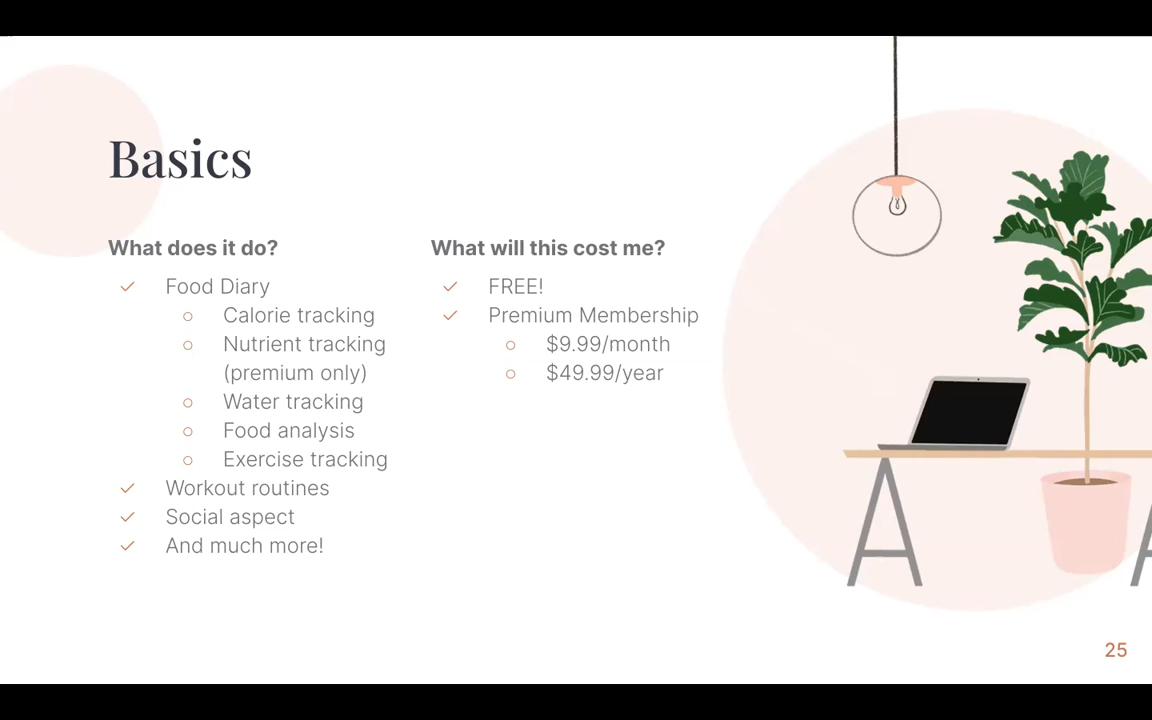 Basics
What does it do?
Food Diary
Calorie tracking
Nutrient tracking
(premium only)
Water tracking
Food analysis
Exercise tracking
Workout routines
Social aspect
And much more!
What will this cost me?
FREE!
Premium Membership
$9.99/month
$49.99/year
25